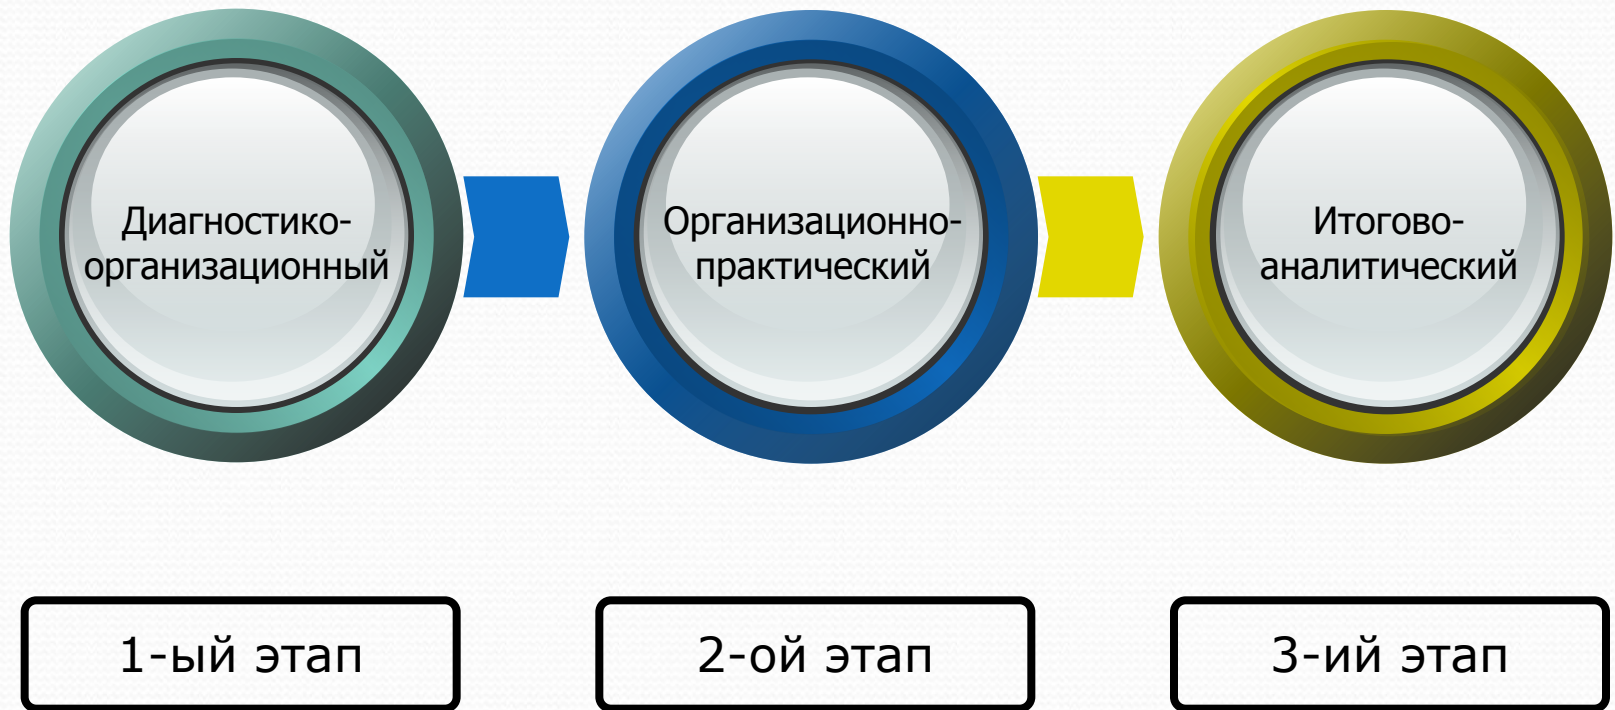 Диагностико-
организационный
Организационно-
практический
Итогово-
аналитический
1-ый этап
2-ой этап
3-ий этап